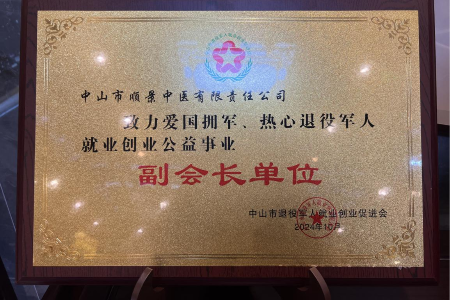 中山市顺景中医有限责任公司
致力爱国拥军、热心退役军人
就业创业公益事业
副会长单位
中山市退役军人就业创业促进会
2024年10月